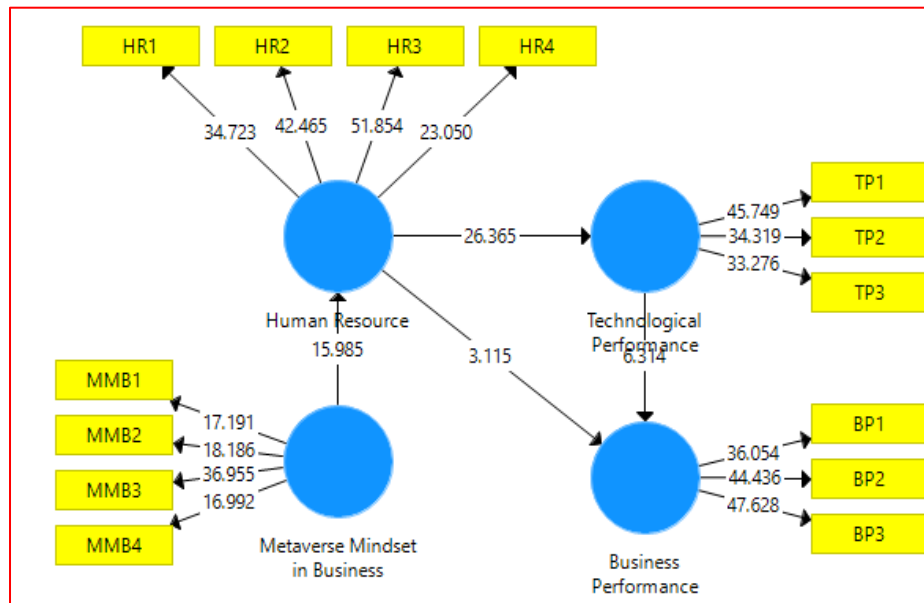 HR1 HR2 HR3 HR4
34.723 42.465 51.854 23.050
Human Resource
26.365
Technological
Performance
45.749 TP1
34.319 TP2
33.276 TP3
15.985
3.115
6.314
MMB1 17.191
MMB2 18.186
MMB3 36.955
MMB4 16.992
Metaverse Mindset
in Business
Business
Performance
36.054 BP1
44.436 BP2
47.628 BP3